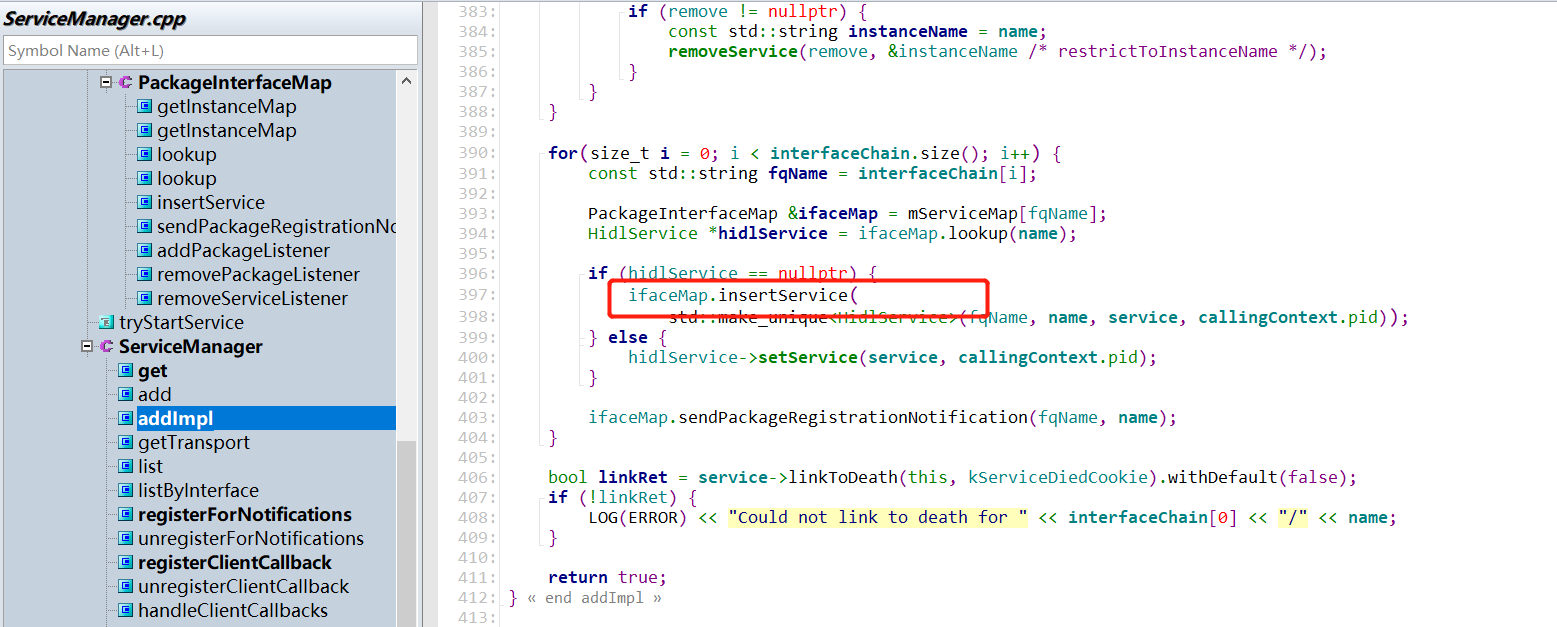 ServiceManager.cpp
Symbol Name (Alt+L)
PackageInterfaceMap
getInstanceMap
getInstanceMap
lookup
lookup
insertService
sendPackageRegistrationNo
addPackageListener
removePackageListener
removeServiceListener
tryStartService
ServiceManager
get
add
addImpl
getTransport
list
listByInterface
registerForNotifications
unregisterForNotifications
registerClientCallback
unregisterClientCallback
handleClientCallbacks
383: if (remove != nullptr) {
384: const std::string instanceName = name;
385: removeService(remove, &instanceName /* restrictToInstanceName */);
386: }
387: }
388: }
389:
390: for(size_t i = 0; i < interfaceChain.size(); i++) {
391: const std::string fqName = interfaceChain[i];
392:
393: PackageInterfaceMap &ifaceMap = mServiceMap[fqName];
394: HidlService *hidlService = ifaceMap.lookup(name);
395:
396: if (hidlService == nullptr) {
397: ifaceMap.insertService(
398: std::make_unique<HidlService>(fqName, name, service, callingContext.pid));
399: } else {
400: hidlService->setService(service, callingContext.pid);
401: }
402:
403: ifaceMap.sendPackageRegistrationNotification(fqName, name);
404: }
405:
406: bool linkRet = service->linkToDeath(this, kServiceDiedCookie).withDefault(false);
407: if (!linkRet) {
408: LOG(ERROR) << "Could not link to death for " << interfaceChain[0] << "/" << name;
409: }
410:
411: return true;
412: } « end addImpl »
413: